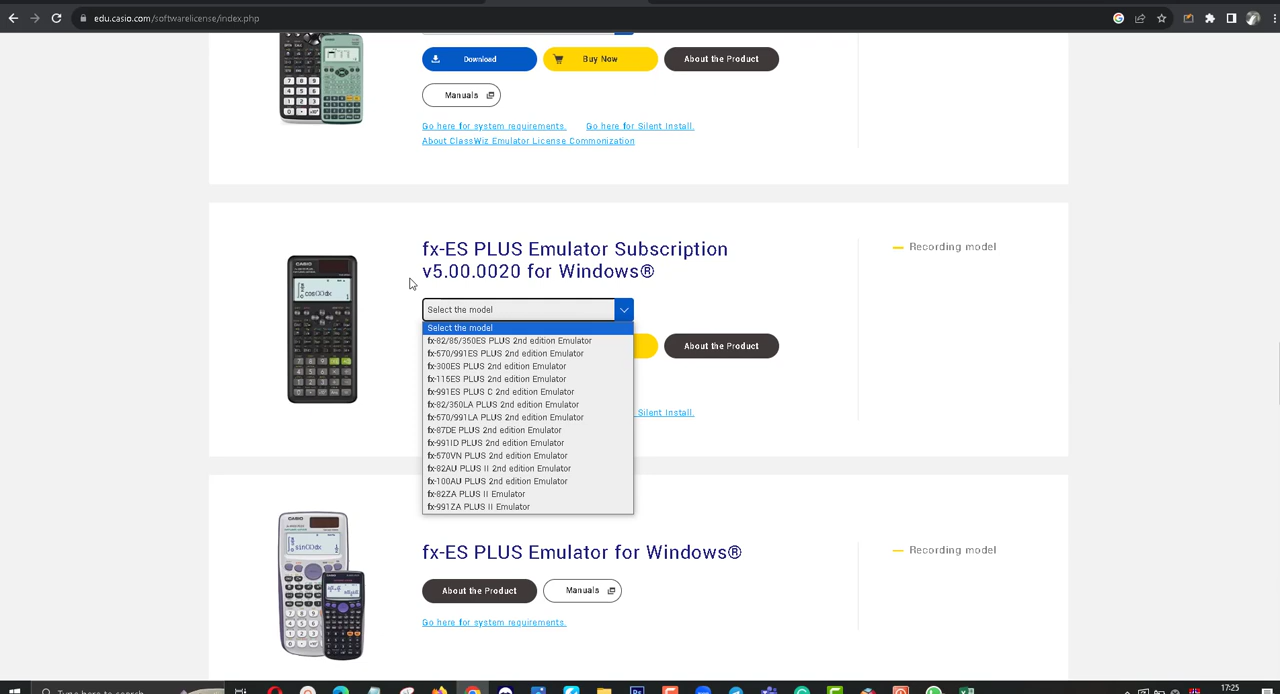 edu.casio.com/softwarelicense/index.php
Download
Buy Now
About the Product
Manuals
Go here for system requirements.
Go here for Silent Install.
About ClassWiz Emulator License Commonization
fx-ES PLUS Emulator Subscription
v5.00.0020 for Windows®
Recording model
Select the model
Select the model
fx-82/85/350ES PLUS 2nd edition Emulator
fx-570/991ES PLUS 2nd edition Emulator
About the Product
fx-300ES PLUS 2nd edition Emulator
fx-115ES PLUS 2nd edition Emulator
fx-991ES PLUS C 2nd edition Emulator
fx-82/350LA PLUS 2nd edition Emulator
Silent Install.
fx-570/991LA PLUS 2nd edition Emulator
fx-87DE PLUS 2nd edition Emulator
fx-991ID PLUS 2nd edition Emulator
fx-570VN PLUS 2nd edition Emulator
fx-82AU PLUS II 2nd edition Emulator
fx-100AU PLUS 2nd edition Emulator
fx-82ZA PLUS II Emulator
fx-991ZA PLUS II Emulator
CASIO
CASIO
fx-ES PLUS Emulator for Windows®
Recording model
About the Product
Manuals
Go here for system requirements.
Type here to search
17:25